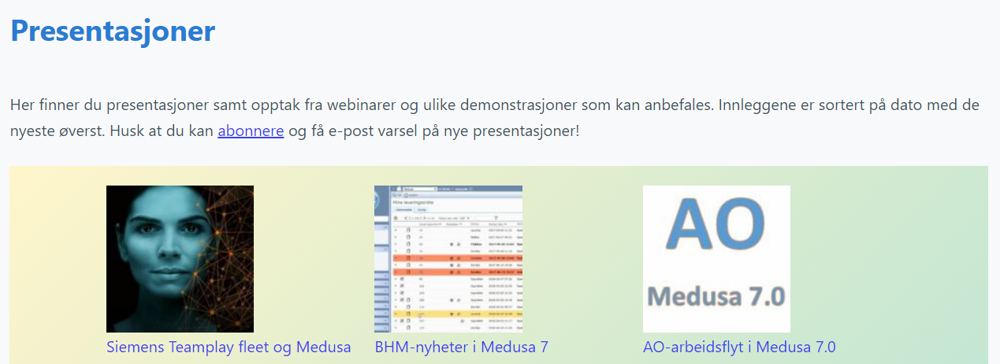 Presentasjoner
Her finner du presentasjoner samt opptak fra webinarer og ulike demonstrasjoner som kan anbefales. Innleggene er sortert på dato med de
nyeste øverst. Husk at du kan abonnere og få e-post varsel på nye presentasjoner!
AO
Medusa 7.0
Siemens Teamplay fleet og Medusa
BHM-nyheter i Medusa 7
AO-arbeidsflyt i Medusa 7.0